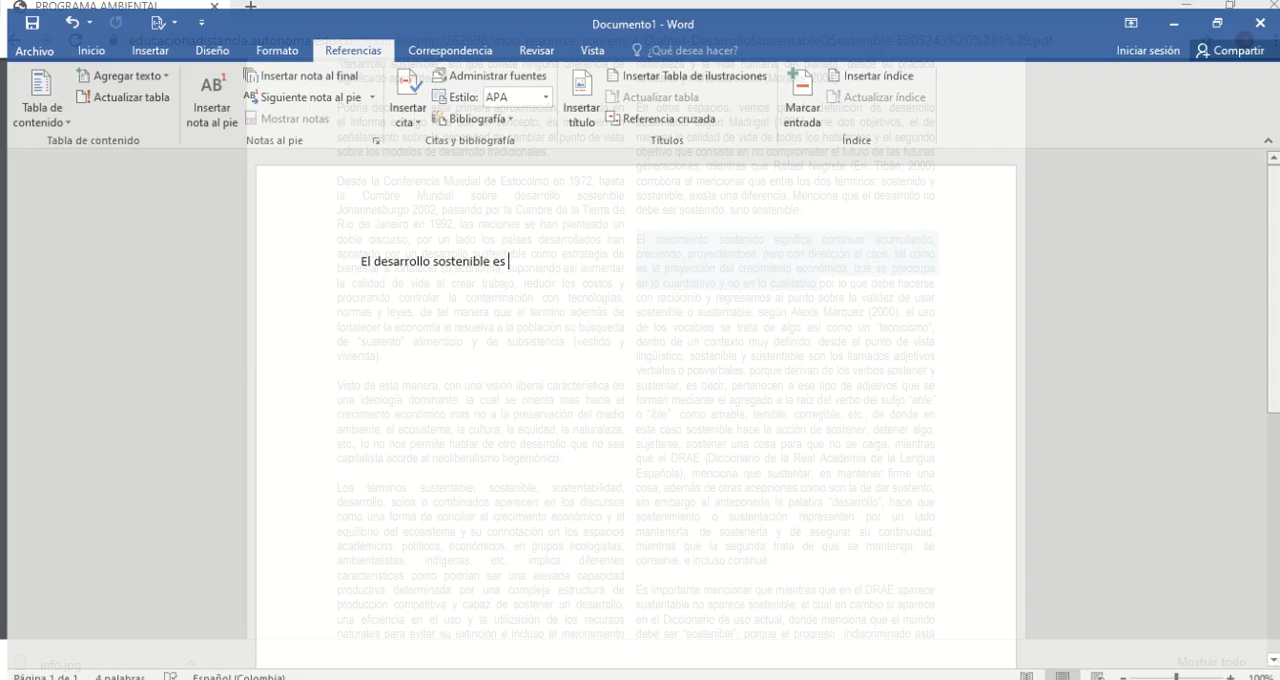 PROGRAMA AMBIENTAL
Documento1 - Word
Archivo Inicio Insertar Diseño Formato Referencias Correspondencia Revisar Vista ¿Qué desea hacer? Iniciar sesión Compartir
Tabla de contenido
Agregar texto
Actualizar tabla
Tabla de contenido
AB¹ Insertar nota al pie
Insertar nota al final
Siguiente nota al pie
Mostrar notas
Notas al pie
Insertar cita
Administrar fuentes
Estilo: APA
Bibliografía
Citas y bibliografía
Insertar título
Insertar Tabla de ilustraciones
Actualizar tabla
Referencia cruzada
Títulos
Marcar entrada
Insertar índice
Actualizar índice
Índice
sobre los modelos de desarrollo tradicionales.
Desde la Conferencia Mundial de Estocolmo en 1972, hasta
la Cumbre Mundial sobre desarrollo sostenible
Johannesburgo 2002, pasando por la Cumbre de la Tierra de
Río de Janeiro en 1992, las naciones se han planteado un
doble discurso, por un lado los países desarrollados han
El desarrollo sostenible es
la calidad de vida al crear trabajo, reducir los costos y
procurando controlar la contaminación con tecnologías,
normas y leyes, de tal manera que el termino además de
fortalecer la economía le resuelva a la población su búsqueda
de “sustento” alimenticio y de subsistencia (vestido y
vivienda).
Visto de esta manera, con una visión liberal característica de
una ideología dominante, la cual se orienta mas hacia el
crecimiento económico mas no a la preservación del medio
ambiente, el ecosistema, la cultura, la equidad, la naturaleza,
etc., lo no nos permite hablar de otro desarrollo que no sea
capitalista acorde al neoliberalismo hegemónico.
Los términos sustentable, sostenible, sustentabilidad,
desarrollo, solos o combinados aparecen en los discursos
como una forma de conciliar el crecimiento económico y el
equilibrio del ecosistema y su connotación en los espacios
académicos, políticos, económicos, en grupos ecologistas,
ambientalistas, indígenas, etc., implica diferentes
características como podrían ser una elevada capacidad
productiva determinada por una compleja estructura de
producción competitiva y capaz de sostener un desarrollo,
una eficiencia en el uso y la utilización de los recursos
naturales para evitar su extinción e incluso el mejoramiento
generaciones, mientras que Rafael Negrete (En Tibán, 2000)
corrobora al mencionar que entre los dos términos: sostenido y
sostenible, existe una diferencia. Menciona que el desarrollo no
debe ser sostenido, sino sostenible.
El crecimiento sostenido significa continuar acumulando,
creciendo, proyectándose, pero con dirección al caos, tal como
es la proyección del crecimiento económico, que se preocupa
en lo cuantitativo y no en lo cualitativo por lo que debe hacerse
con raciocinio y regresamos al punto sobre la validez de usar
sostenible o sustentable, según Alexis Márquez (2000), el uso
de los vocablos se trata de algo así como un “tecnicismo”,
dentro de un contexto muy definido, desde el punto de vista
lingüístico, sostenible y sustentable son los llamados adjetivos
verbales o posverbales, porque derivan de los verbos sostener y
sustentar, es decir, pertenecen a ese tipo de adjetivos que se
forman mediante el agregado a la raíz del verbo del sufijo “able”
o “ible” como amable, temible, corregible, etc., de donde en
este caso sostenible hace la acción de sostener, detener algo,
sujetarse, sostener una cosa para que no se caiga, mientras
que el DRAE (Diccionario de la Real Academia de la Lengua
Española), menciona que sustentar, es mantener firme una
cosa, además de otras acepciones como son la de dar sustento,
sin embargo al anteponerle la palabra “desarrollo”, hace que
sostenimiento o sustentación representen por un lado
mantenerla, de sostenerla y de asegurar su continuidad,
mientras que la segunda trata de que se mantenga, se
conserve, e incluso continué.
Es importante mencionar que mientras que en el DRAE aparece
sustentable no aparece sostenible, el cual en cambio si aparece
en el Diccionario de uso actual, donde menciona que el mundo
debe ser “sostenible”, porque el progreso indiscriminado está
info.jpg
Mostrar todo
Página 1 de 1 4 palabras Español (Colombia) 100%